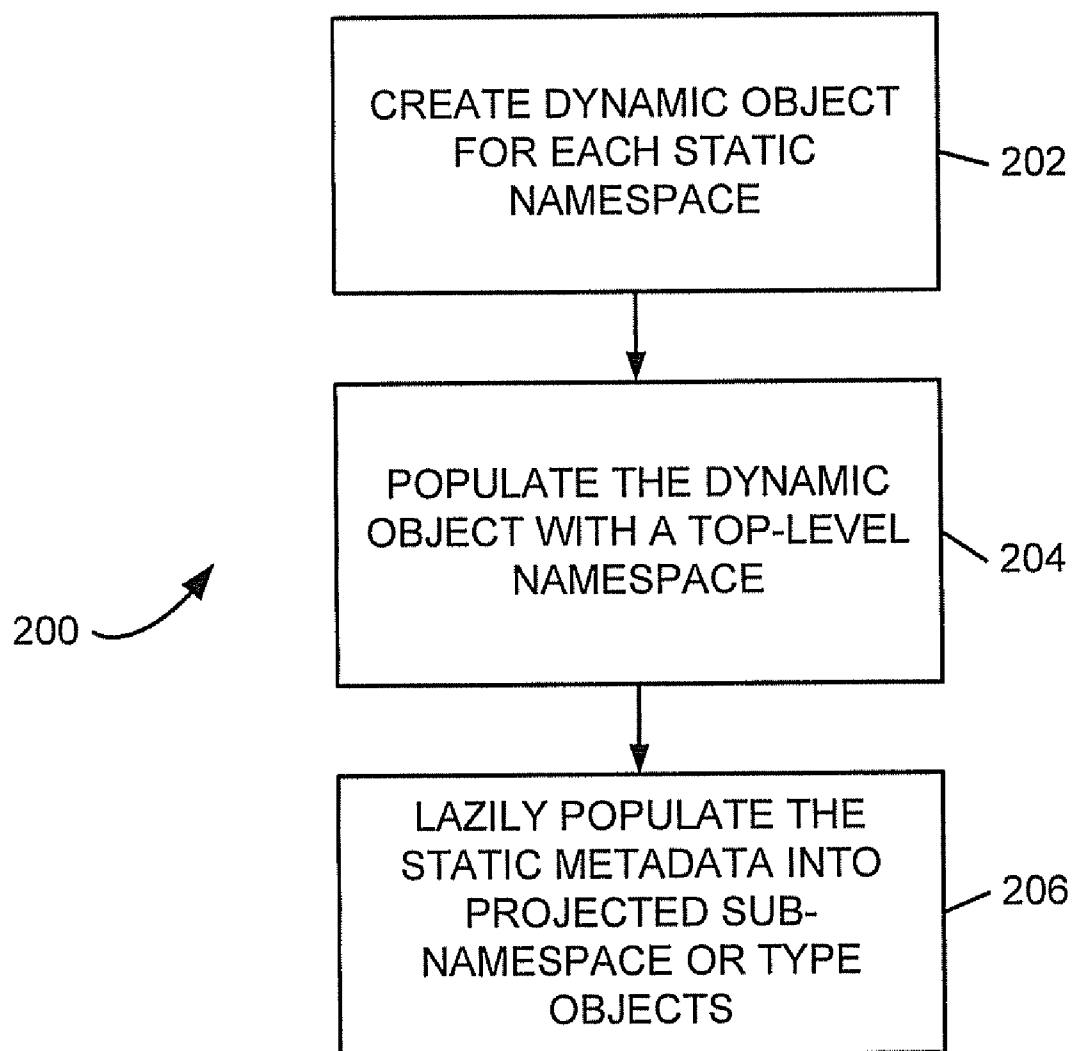 CREATE DYNAMIC OBJECT
FOR EACH STATIC
NAMESPACE
202
POPULATE THE DYNAMIC
OBJECT WITH A TOP-LEVEL
NAMESPACE
204
200
LAZILY POPULATE THE
STATIC METADATA INTO
PROJECTED SUB-
NAMESPACE OR TYPE
OBJECTS
206